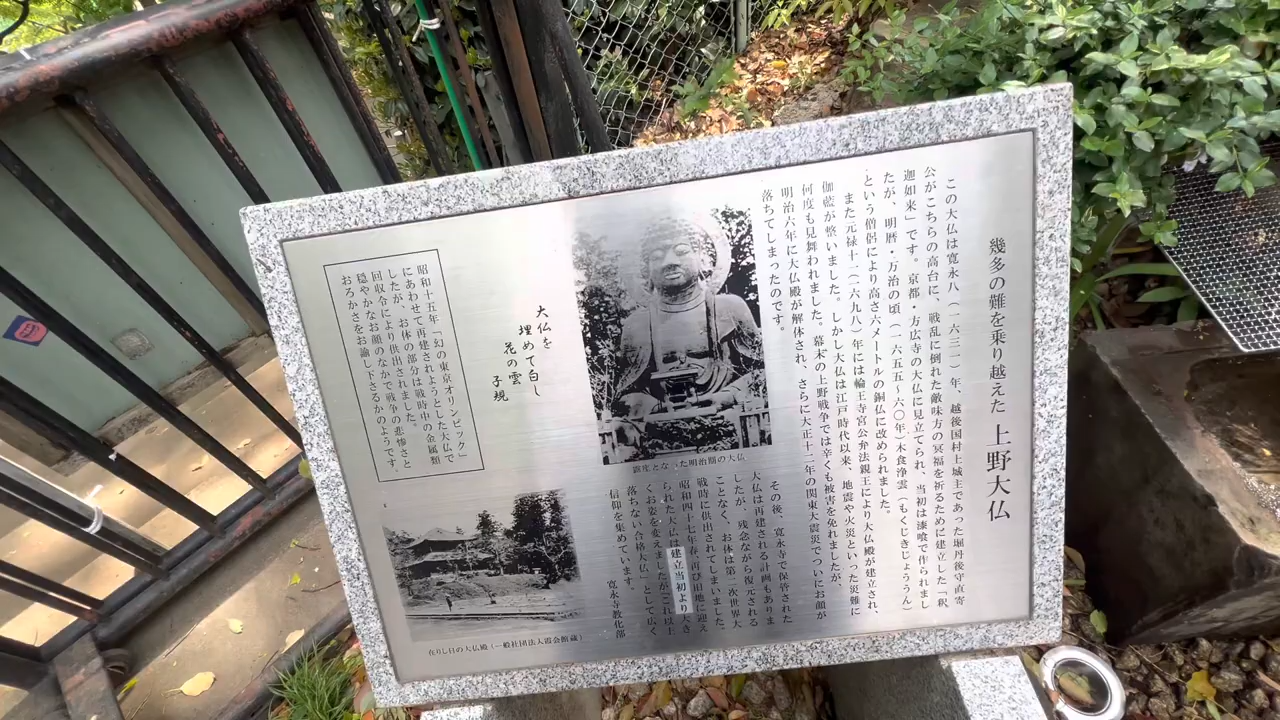 幾多の難を乗り越えた 上野大仏
この大仏は寛永八（一六三一）年、越後国村上城主であった堀丹後守直寄
公がこちらの高台に、戦乱に倒れた敵味方の冥福を祈るために建立した「釈
迦如来」です。京都・方広寺の大仏に見立てられ、当初は漆喰で作られまし
たが、明暦・万治の頃（一六五五-六〇年）木食浄雲（もくじきじょううん）
という僧侶により高さ六メートルの銅仏に改められました。
また元禄十一（一六九八）年には輪王寺宮公弁法親王により大仏殿が建立され、
伽藍が整いました。しかし大仏は江戸時代以来、地震や火災といった災難に
何度も見舞われました。幕末の上野戦争では辛くも被害を免れましたが、
明治六年に大仏殿が解体され、さらに大正十二年の関東大震災でついにお顔が
落ちてしまったのです。
露座となった明治期の大仏
その後、寛永寺で保管された
大仏は再建される計画もありま
したが、残念ながら復元される
ことなく、お体は第二次世界大
戦時に供出されてしまいました。
昭和四十七年春、再び旧地に迎え
られた大仏は建立当初より大き
くお姿を変えましたが「これ以上
落ちない合格大仏」として広く
信仰を集めています。
寛永寺教化部
大仏を
埋めて白し
花の雲
子規
昭和十五年「幻の東京オリンピック」
にあわせて再建されようとした大仏で
したが、お体の部分は戦時中の金属類
回収令により供出されました。
穏やかなお顔のなかで戦争の悲惨さと
おろかさをお諭し下さるかのようです。
在りし日の大仏殿（一般社団法人霞会館蔵）